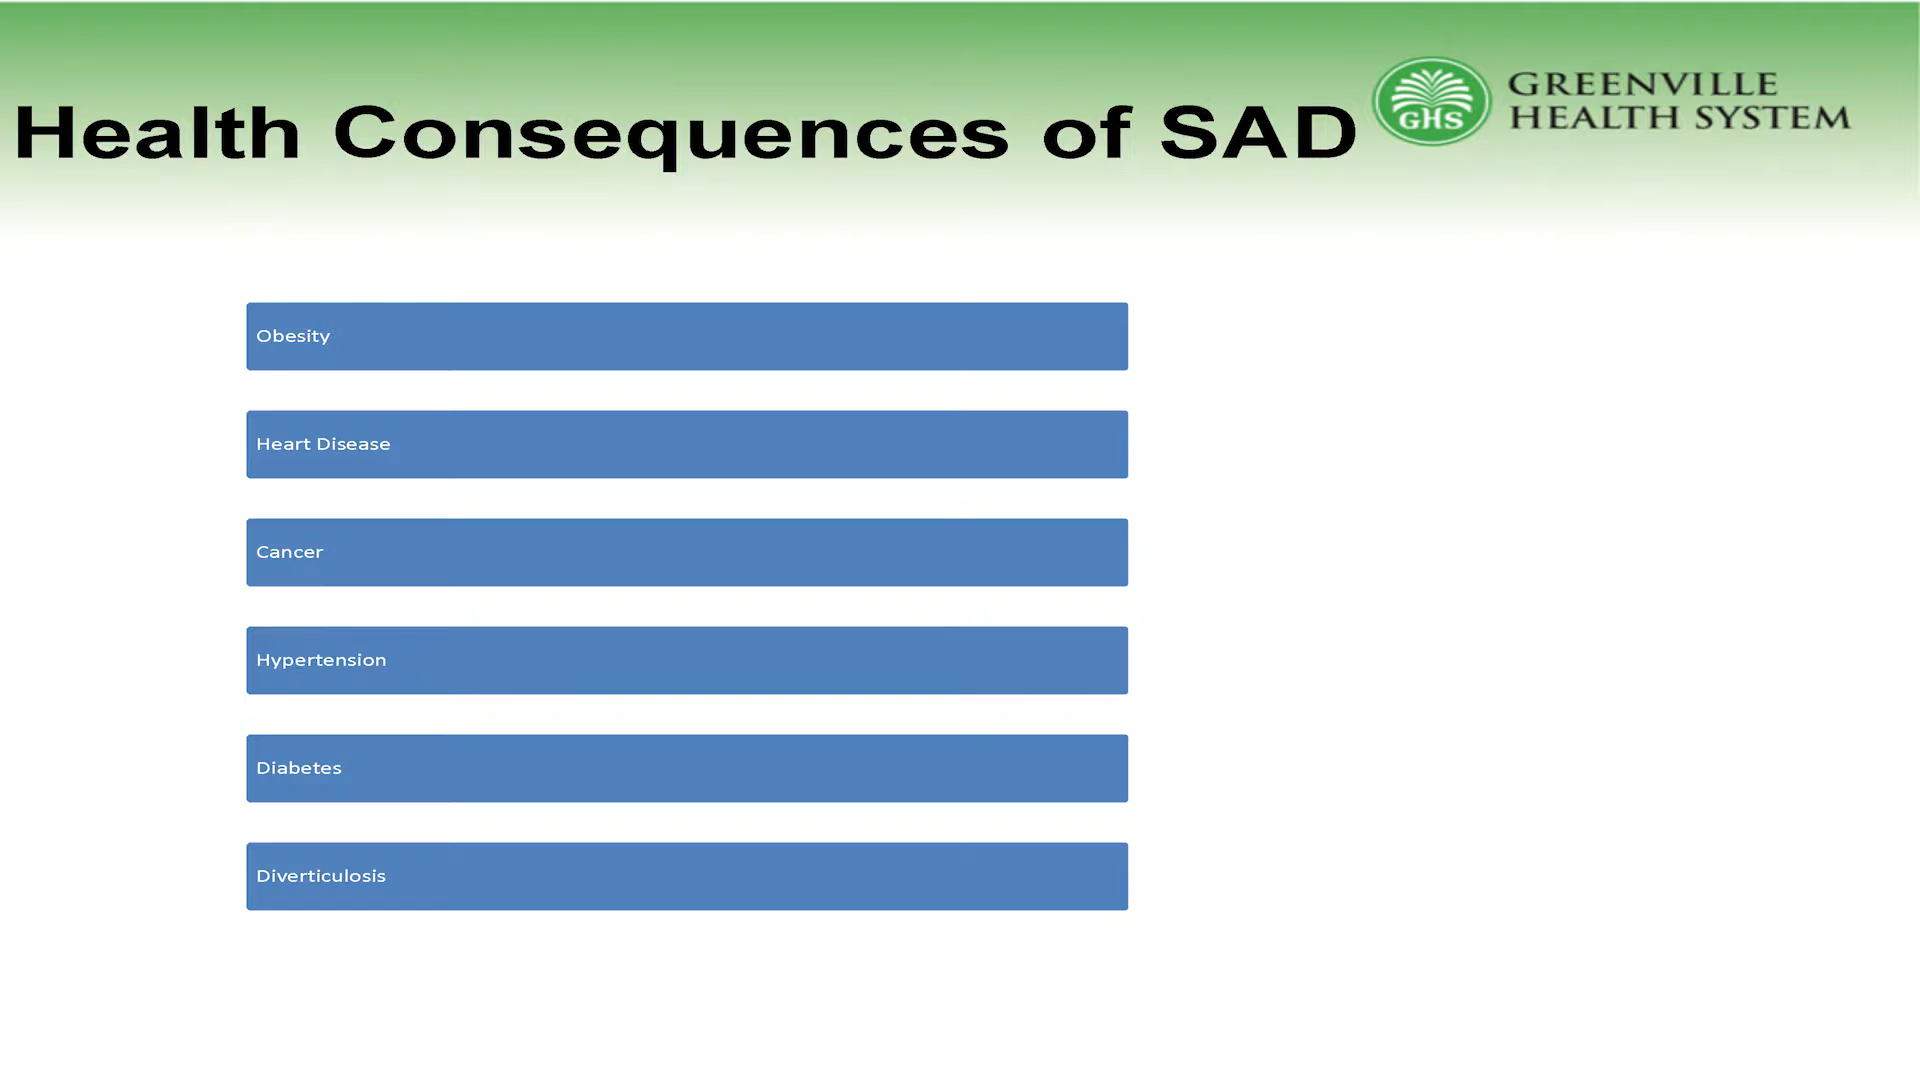 Health Consequences of SAD
GHS
GREENVILLE
HEALTH SYSTEM
Obesity
Heart Disease
Cancer
Hypertension
Diabetes
Diverticulosis